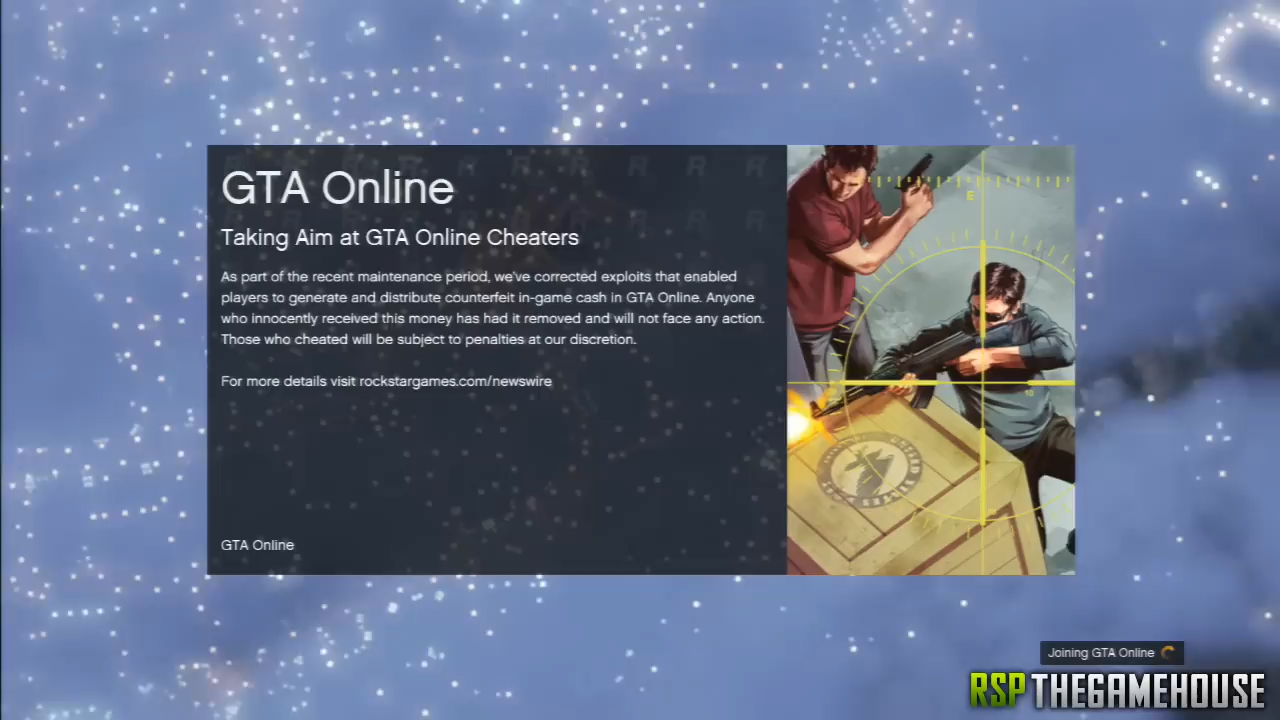 GTA Online
Taking Aim at GTA Online Cheaters
As part of the recent maintenance period, we've corrected exploits that enabled
players to generate and distribute counterfeit in-game cash in GTA Online. Anyone
who innocently received this money has had it removed and will not face any action.
Those who cheated will be subject to penalties at our discretion.
For more details visit rockstargames.com/newswire
GTA Online
E
10
Joining GTA Online
RSP THEGAMEHOUSE